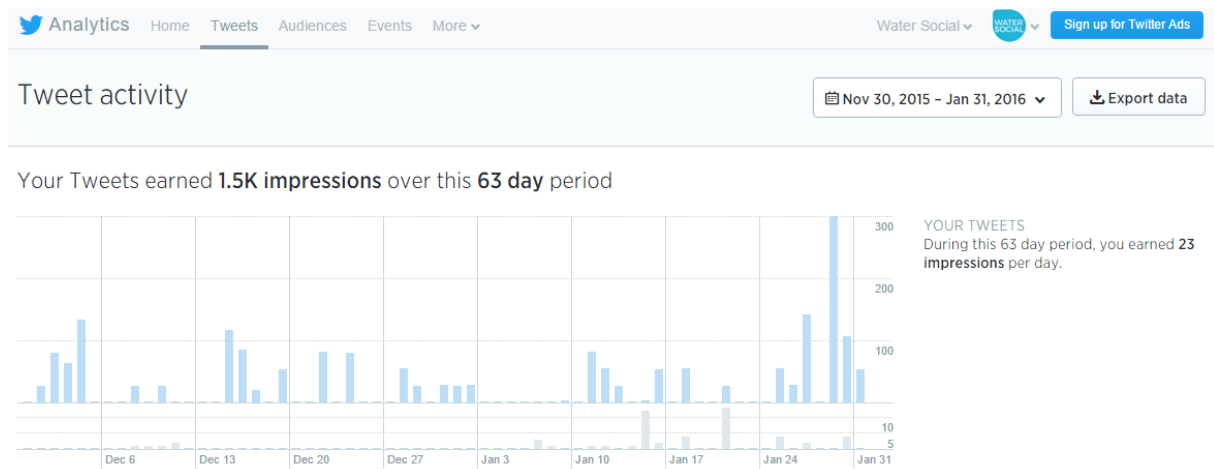 Analytics Home Tweets Audiences Events More Water Social WATER SOCIAL Sign up for Twitter Ads
Tweet activity
Nov 30, 2015 – Jan 31, 2016 Export data
Your Tweets earned 1.5K impressions over this 63 day period
YOUR TWEETS
During this 63 day period, you earned 23
impressions per day.
300
200
100
10
5
Dec 6 Dec 13 Dec 20 Dec 27 Jan 3 Jan 10 Jan 17 Jan 24 Jan 31